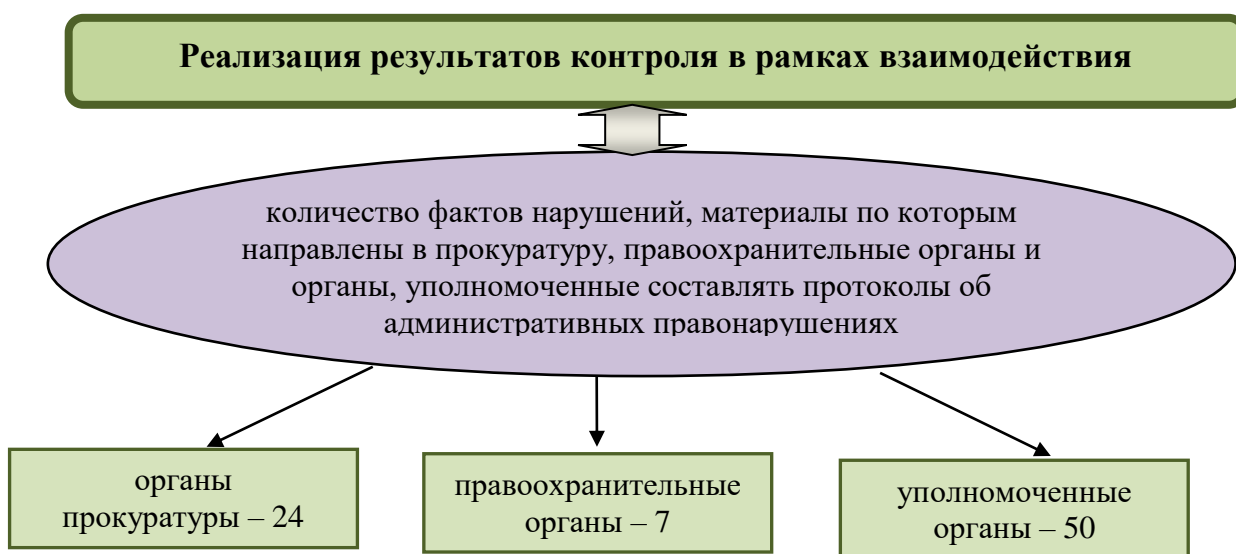 Реализация результатов контроля в рамках взаимодействия
количество фактов нарушений, материалы по которым
направлены в прокуратуру, правоохранительные органы и
органы, уполномоченные составлять протоколы об
административных правонарушениях
органы
прокуратуры – 24
правоохранительные
органы – 7
уполномоченные
органы – 50